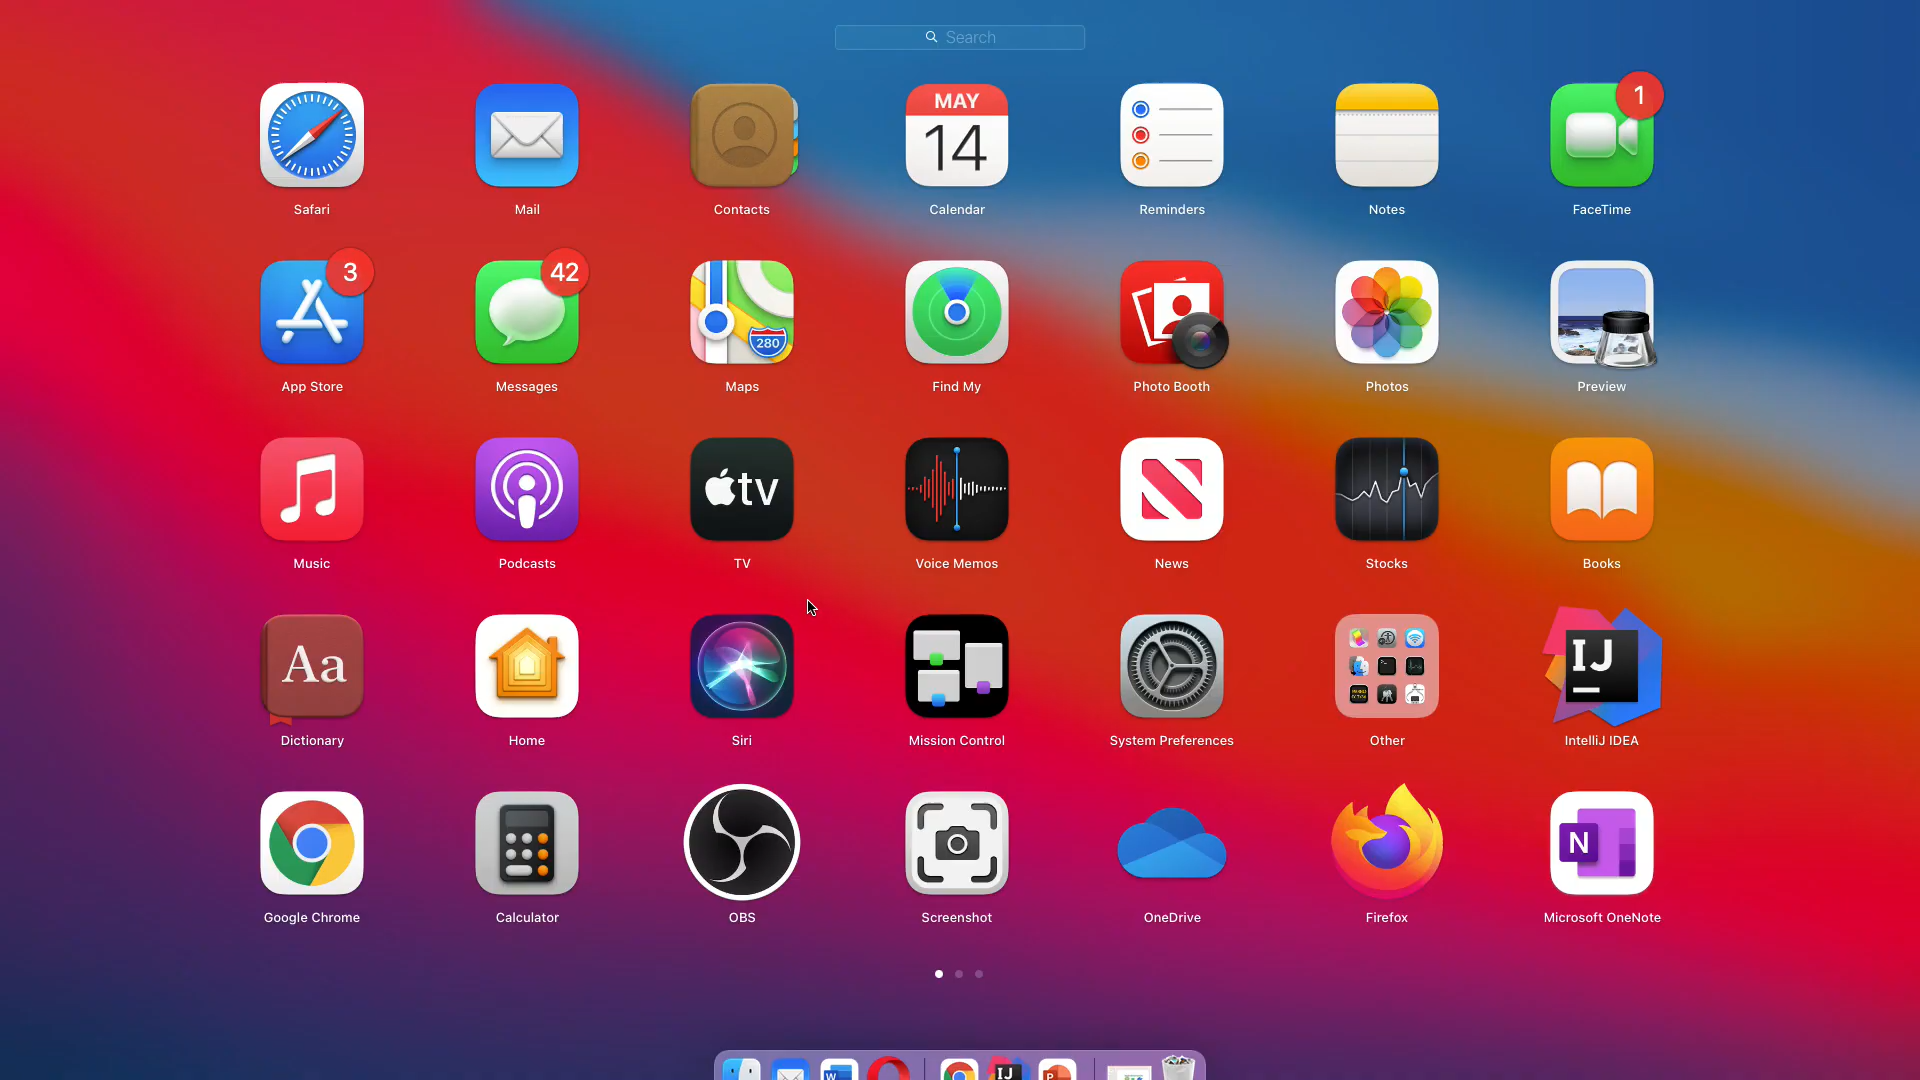 Search
MAY
14
1
Safari
Mail
Contacts
Calendar
Reminders
Notes
FaceTime
3
42
280
App Store
Messages
Maps
Find My
Photo Booth
Photos
Preview
tv
Music
Podcasts
TV
Voice Memos
News
Stocks
Books
Aa
IJ
Dictionary
Home
Siri
Mission Control
System Preferences
Other
IntelliJ IDEA
N
Google Chrome
Calculator
OBS
Screenshot
OneDrive
Firefox
Microsoft OneNote
W
IJ
P